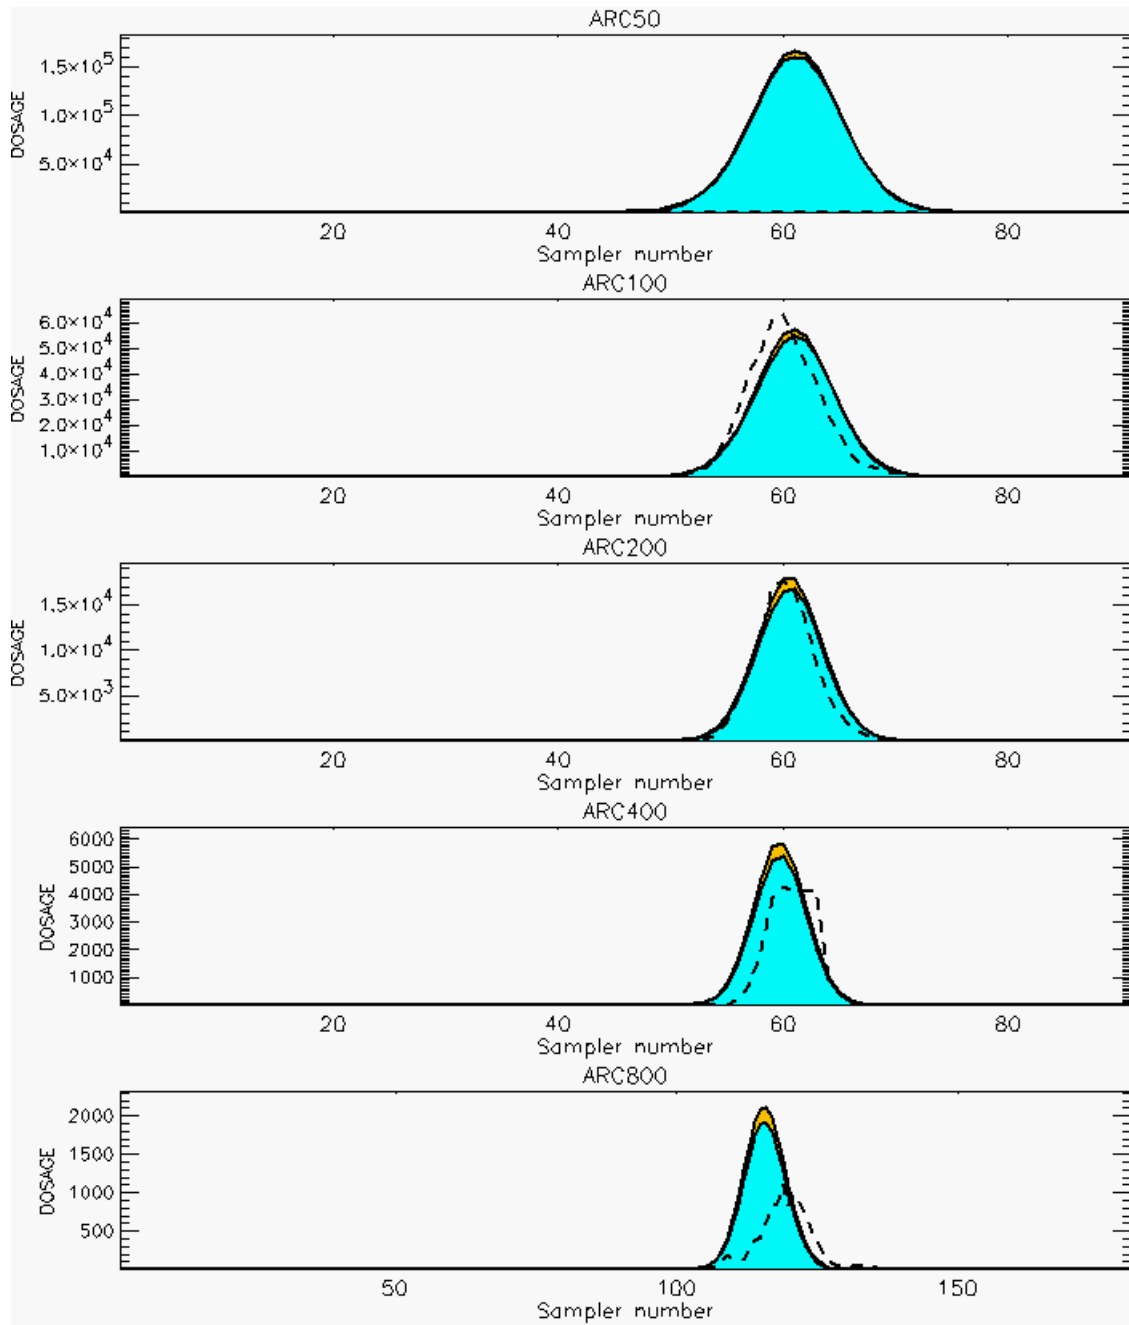 ARC50
DOSAGE
1.5×10⁵
1.0×10⁵
5.0×10⁴
20 40 60 80
Sampler number
ARC100
DOSAGE
6.0×10⁴
5.0×10⁴
4.0×10⁴
3.0×10⁴
2.0×10⁴
1.0×10⁴
20 40 60 80
Sampler number
ARC200
DOSAGE
1.5×10⁴
1.0×10⁴
5.0×10³
20 40 60 80
Sampler number
ARC400
DOSAGE
6000
5000
4000
3000
2000
1000
20 40 60 80
Sampler number
ARC800
DOSAGE
2000
1500
1000
500
50 100 150
Sampler number